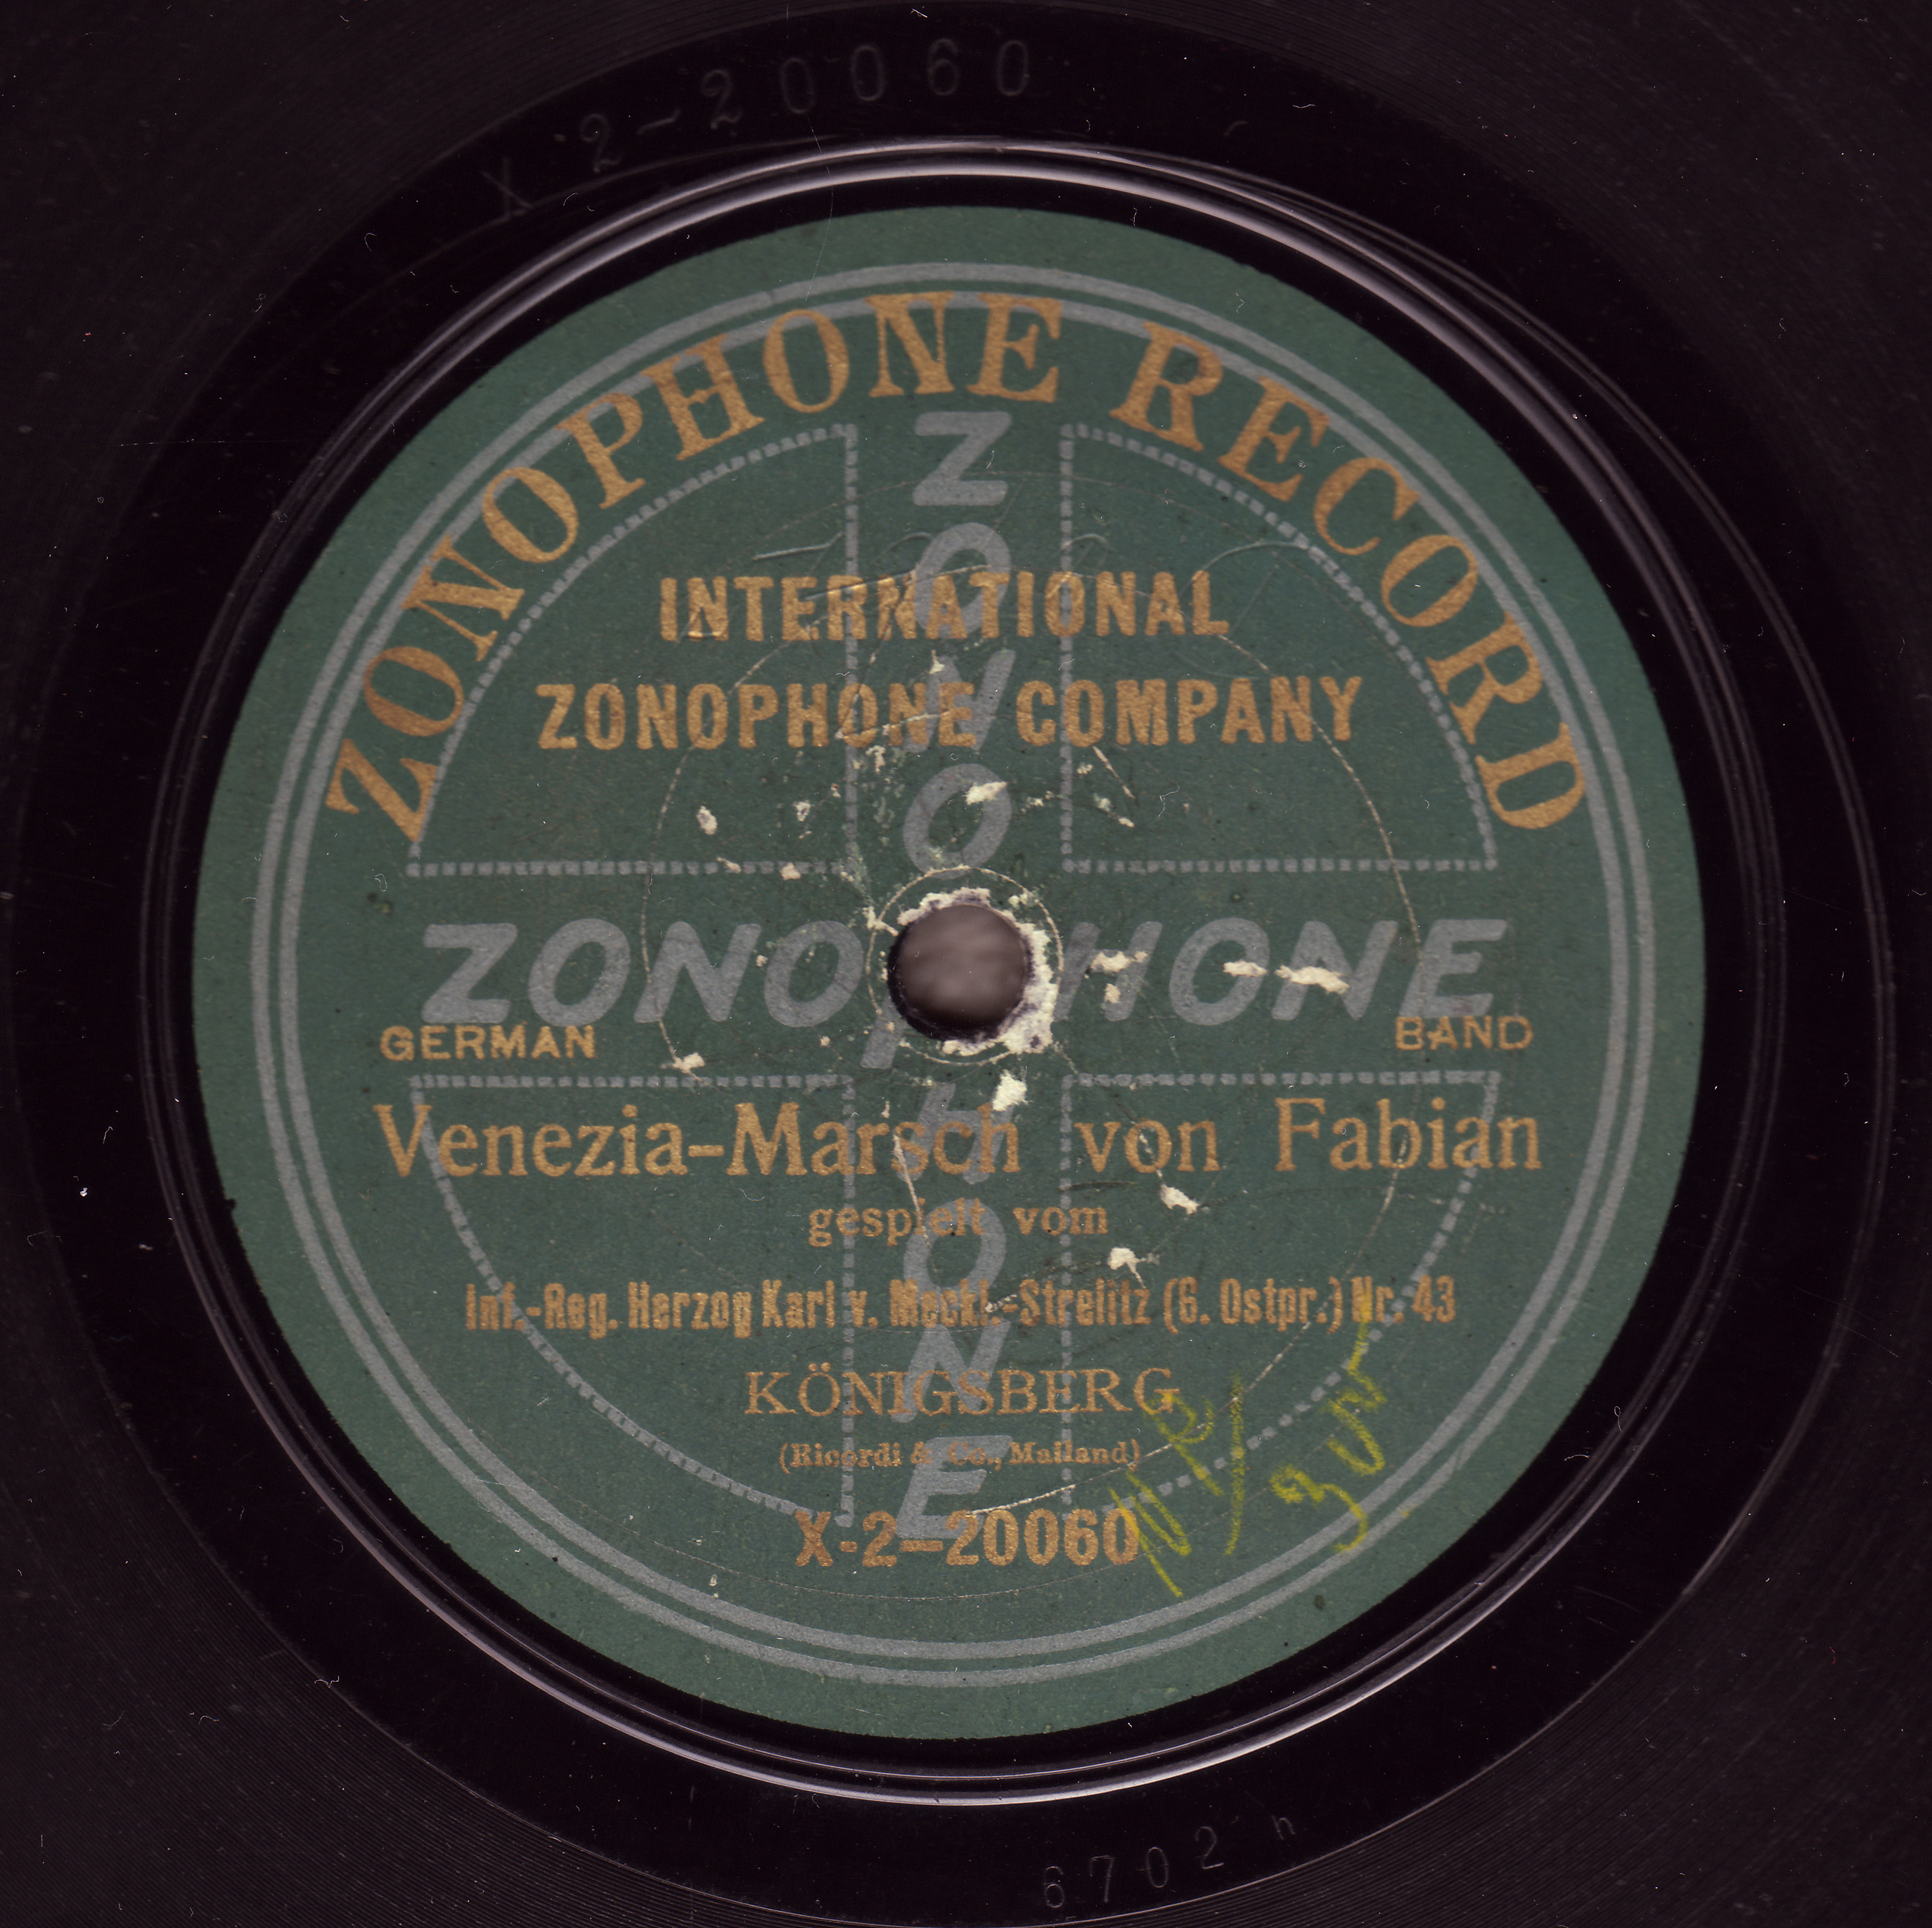 X 2-20060
ZONOPHONE RECORD
ZONOPHONE
INTERNATIONAL
ZONOPHONE COMPANY
ZONOPHONE
GERMAN BAND
Venezia-Marsch von Fabian
gespielt vom
Inf.-Reg. Herzog Karl v. Meckl.-Strelitz (6. Ostpr.) Nr. 43
KÖNIGSBERG
(Ricordi & Co., Mailand)
X-2-20060
6702 h